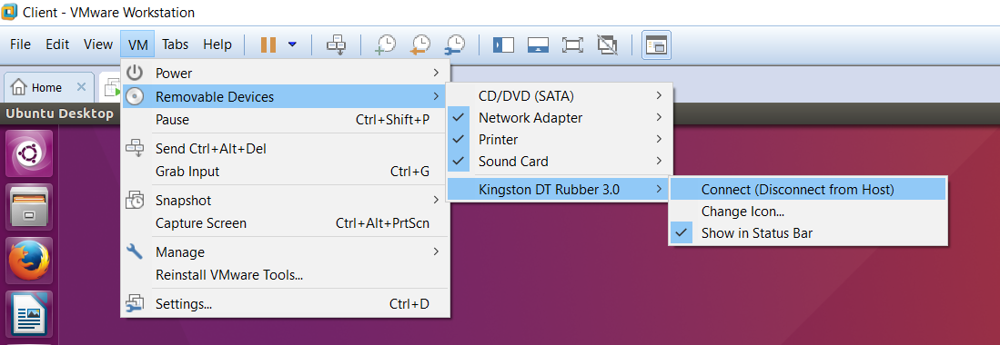 Client - VMware Workstation
File Edit View VM Tabs Help
Home
Ubuntu Desktop
Power
Removable Devices
Pause Ctrl+Shift+P
Send Ctrl+Alt+Del
Grab Input Ctrl+G
Snapshot
Capture Screen Ctrl+Alt+PrtScn
Manage
Reinstall VMware Tools...
Settings... Ctrl+D
CD/DVD (SATA)
Network Adapter
Printer
Sound Card
Kingston DT Rubber 3.0
Connect (Disconnect from Host)
Change Icon...
Show in Status Bar